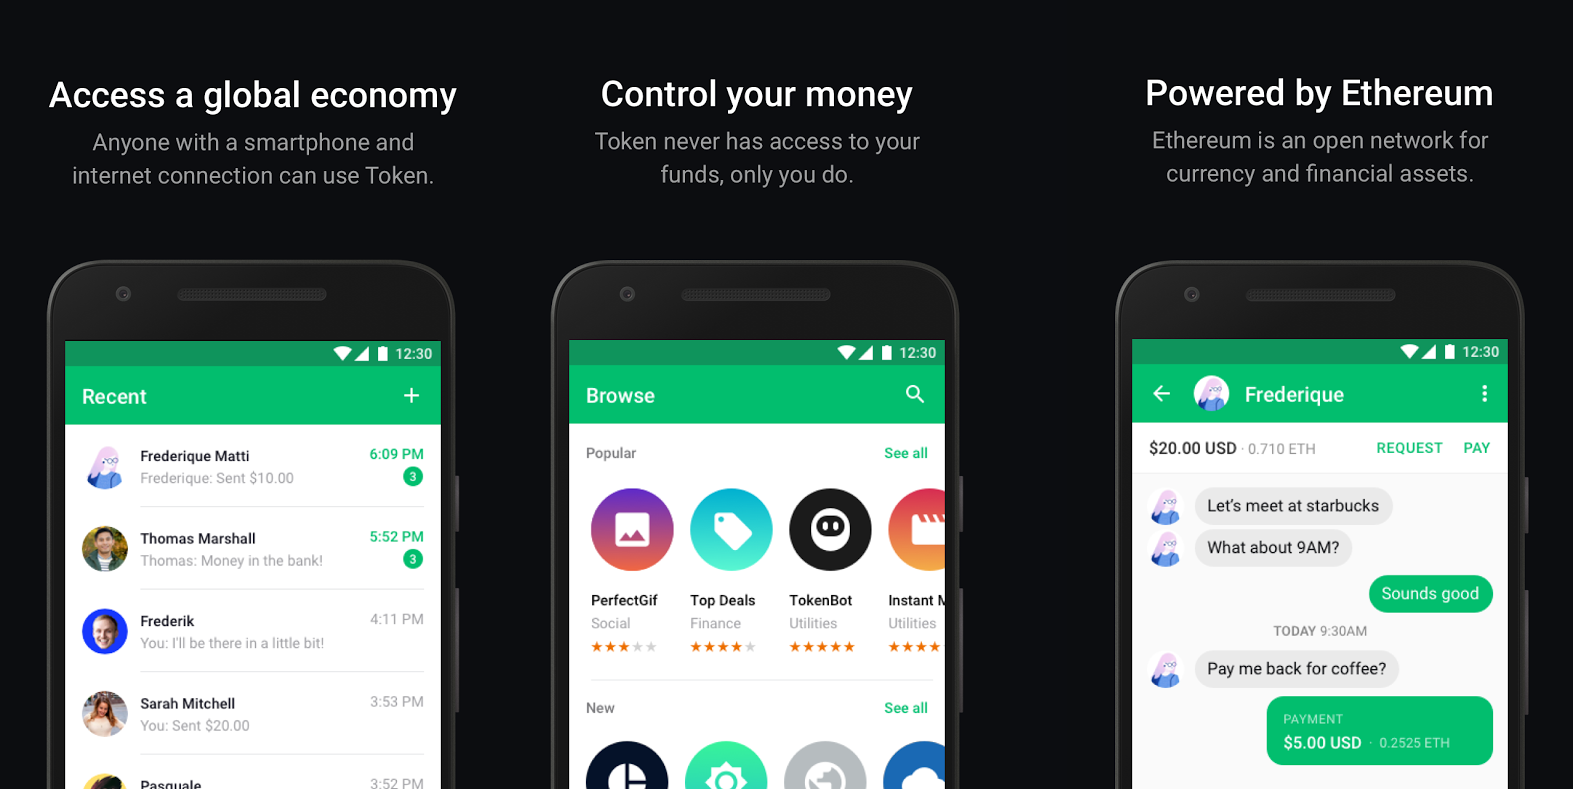 Access a global economy
Anyone with a smartphone and
internet connection can use Token.
12:30
Recent
Frederique Matti
6:09 PM
Frederique: Sent $10.00
3
Thomas Marshall
5:52 PM
Thomas: Money in the bank!
3
Frederik
4:11 PM
You: I'll be there in a little bit!
Sarah Mitchell
3:53 PM
You: Sent $20.00
Pasquale
3:52 PM
Control your money
Token never has access to your
funds, only you do.
12:30
Browse
Popular
See all
PerfectGif
Social
Top Deals
Finance
TokenBot
Utilities
Instant M
Utilities
New
See all
Powered by Ethereum
Ethereum is an open network for
currency and financial assets.
12:30
Frederique
$20.00 USD · 0.710 ETH
REQUEST
PAY
Let's meet at starbucks
What about 9AM?
Sounds good
TODAY 9:30AM
Pay me back for coffee?
PAYMENT
$5.00 USD · 0.2525 ETH